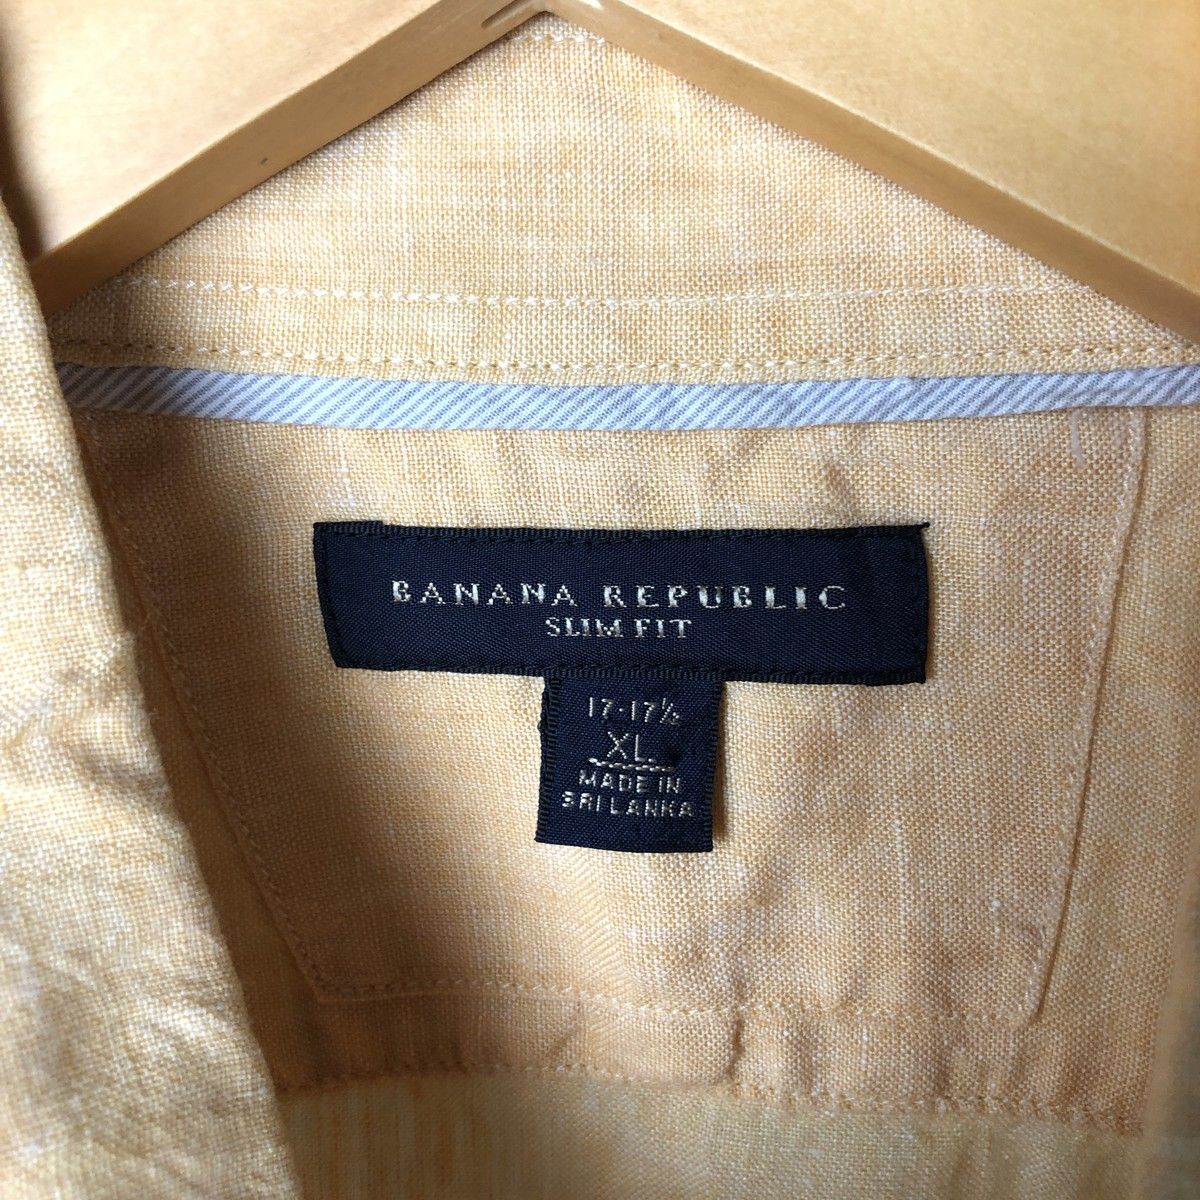 BANANA REPUBLIC
SLIM FIT
17-17½
XL
MADE IN
SRI LANKA